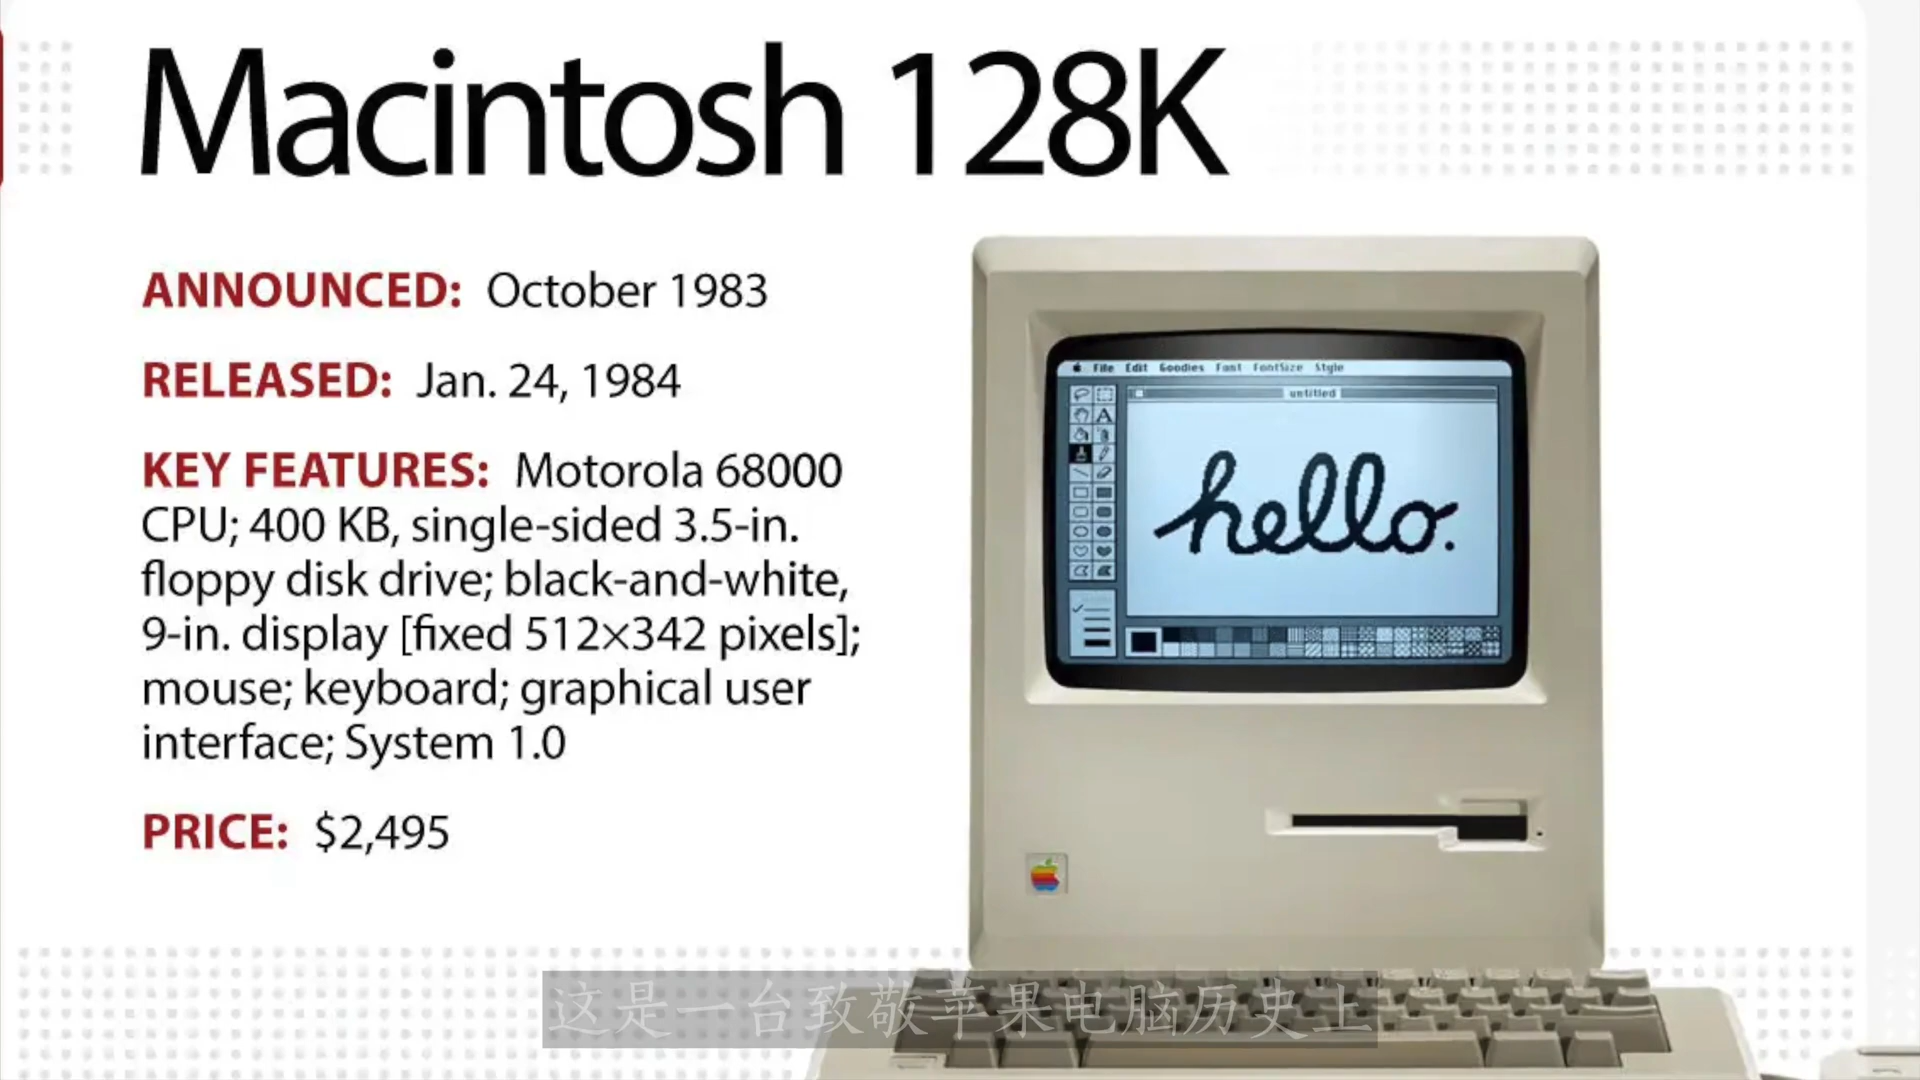 Macintosh 128K
ANNOUNCED: October 1983
RELEASED: Jan. 24, 1984
KEY FEATURES: Motorola 68000
CPU; 400 KB, single-sided 3.5-in.
floppy disk drive; black-and-white,
9-in. display [fixed 512×342 pixels];
mouse; keyboard; graphical user
interface; System 1.0
PRICE: $2,495
File Edit Goodies Font FontSize Style
untitled
A
hello.
这是一台致敬苹果电脑历史上